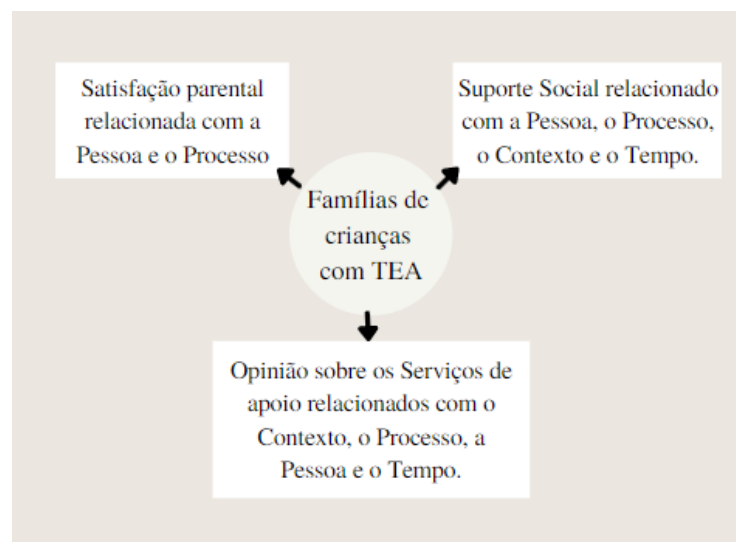 Satisfação parental
relacionada com a
Pessoa e o Processo
Suporte Social relacionado
com a Pessoa, o Processo,
o Contexto e o Tempo.
Famílias de
crianças
com TEA
Opinião sobre os Serviços de
apoio relacionados com o
Contexto, o Processo, a
Pessoa e o Tempo.